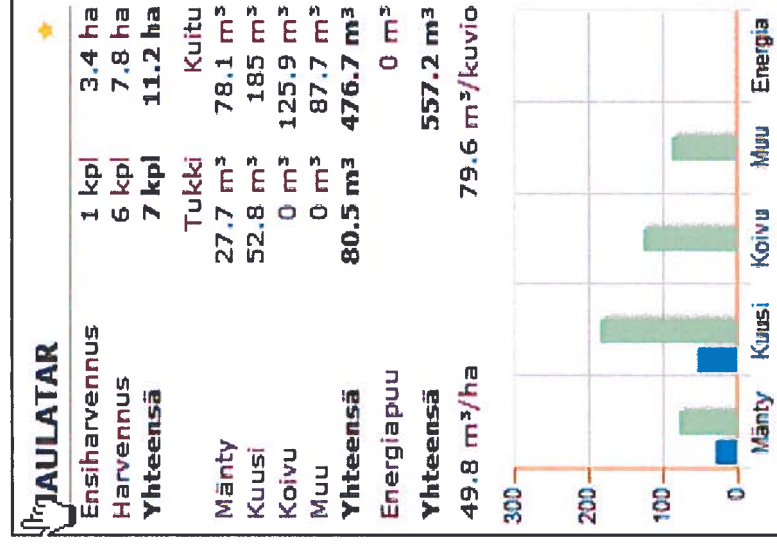 JAULATAR
Ensiharvennus 1 kpl 3.4 ha
Harvennus 6 kpl 7.8 ha
Yhteensä 7 kpl 11.2 ha
Tukki Kuitu
Mänty 27.7 m³ 78.1 m³
Kuusi 52.8 m³ 185 m³
Koivu 0 m³ 125.9 m³
Muu 0 m³ 87.7 m³
Yhteensä 80.5 m³ 476.7 m³
Energiapuu 0 m³
Yhteensä 557.2 m³
49.8 m³/ha 79.6 m³/kuvio
300
200
100
0
Mänty Kuusi Koivu Muu Energia